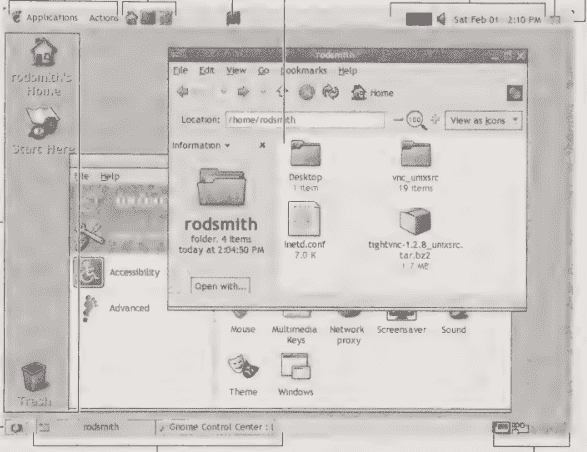 Applications Actions
Sat Feb 01 2:10 PM
rodsmith's
Home
Start Here
Trash
rodsmith
File Edit View Go Bookmarks Help
Home
Location: /home/rodsmith
100
View as Icons
Information
rodsmith
folder, 4 items
today at 2:04:50 PM
Open with...
Desktop
1 item
vnc_unixsrc
19 items
inetd.conf
7.0 K
tightvnc-1.2.8_unixsrc.
tar.bz2
1.7 MB
Help
Accessibility
Advanced
Mouse
Multimedia
Keys
Network
proxy
Screensaver
Sound
Theme
Windows
rodsmith
Gnome Control Center :